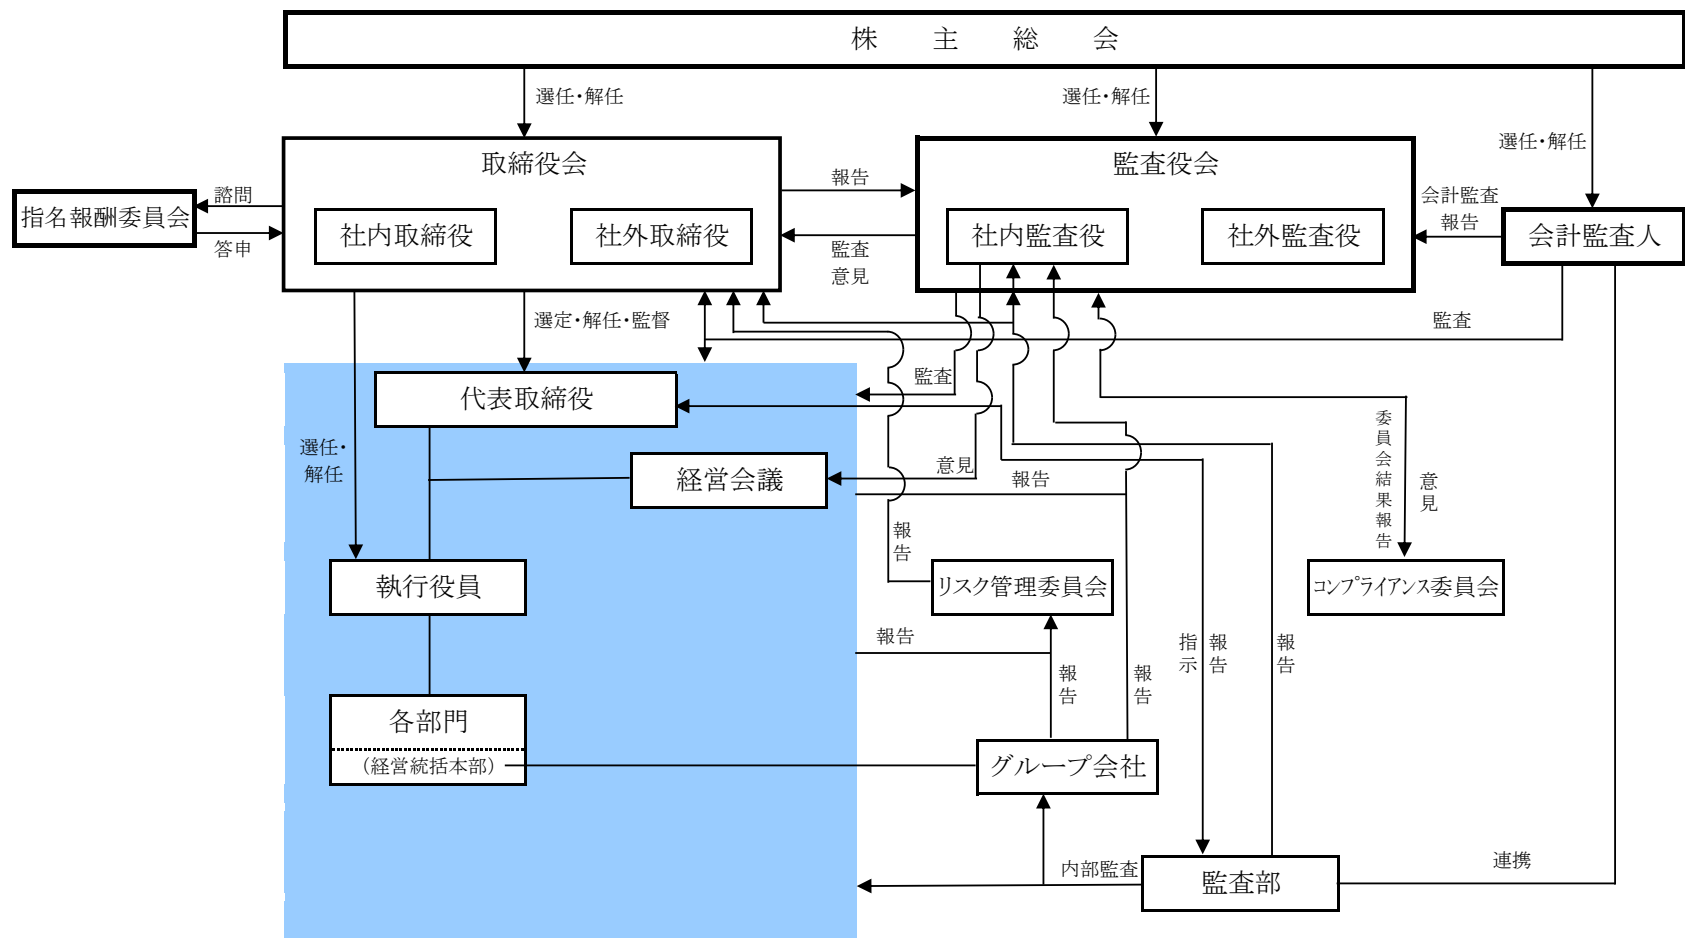 株主総会
選任・解任
選任・解任
選任・解任
取締役会
社内取締役
社外取締役
報告
監査
意見
監査役会
社内監査役
社外監査役
会計監査
報告
会計監査人
諮問
指名報酬委員会
答申
選定・解任・監督
監査
代表取締役
監査
選任・
解任
経営会議
意見
報告
委員会結果報告
意見
報告
執行役員
リスク管理委員会
コンプライアンス委員会
報告
報告
報告
指示
報告
報告
各部門
（経営統括本部）
グループ会社
内部監査
監査部
連携